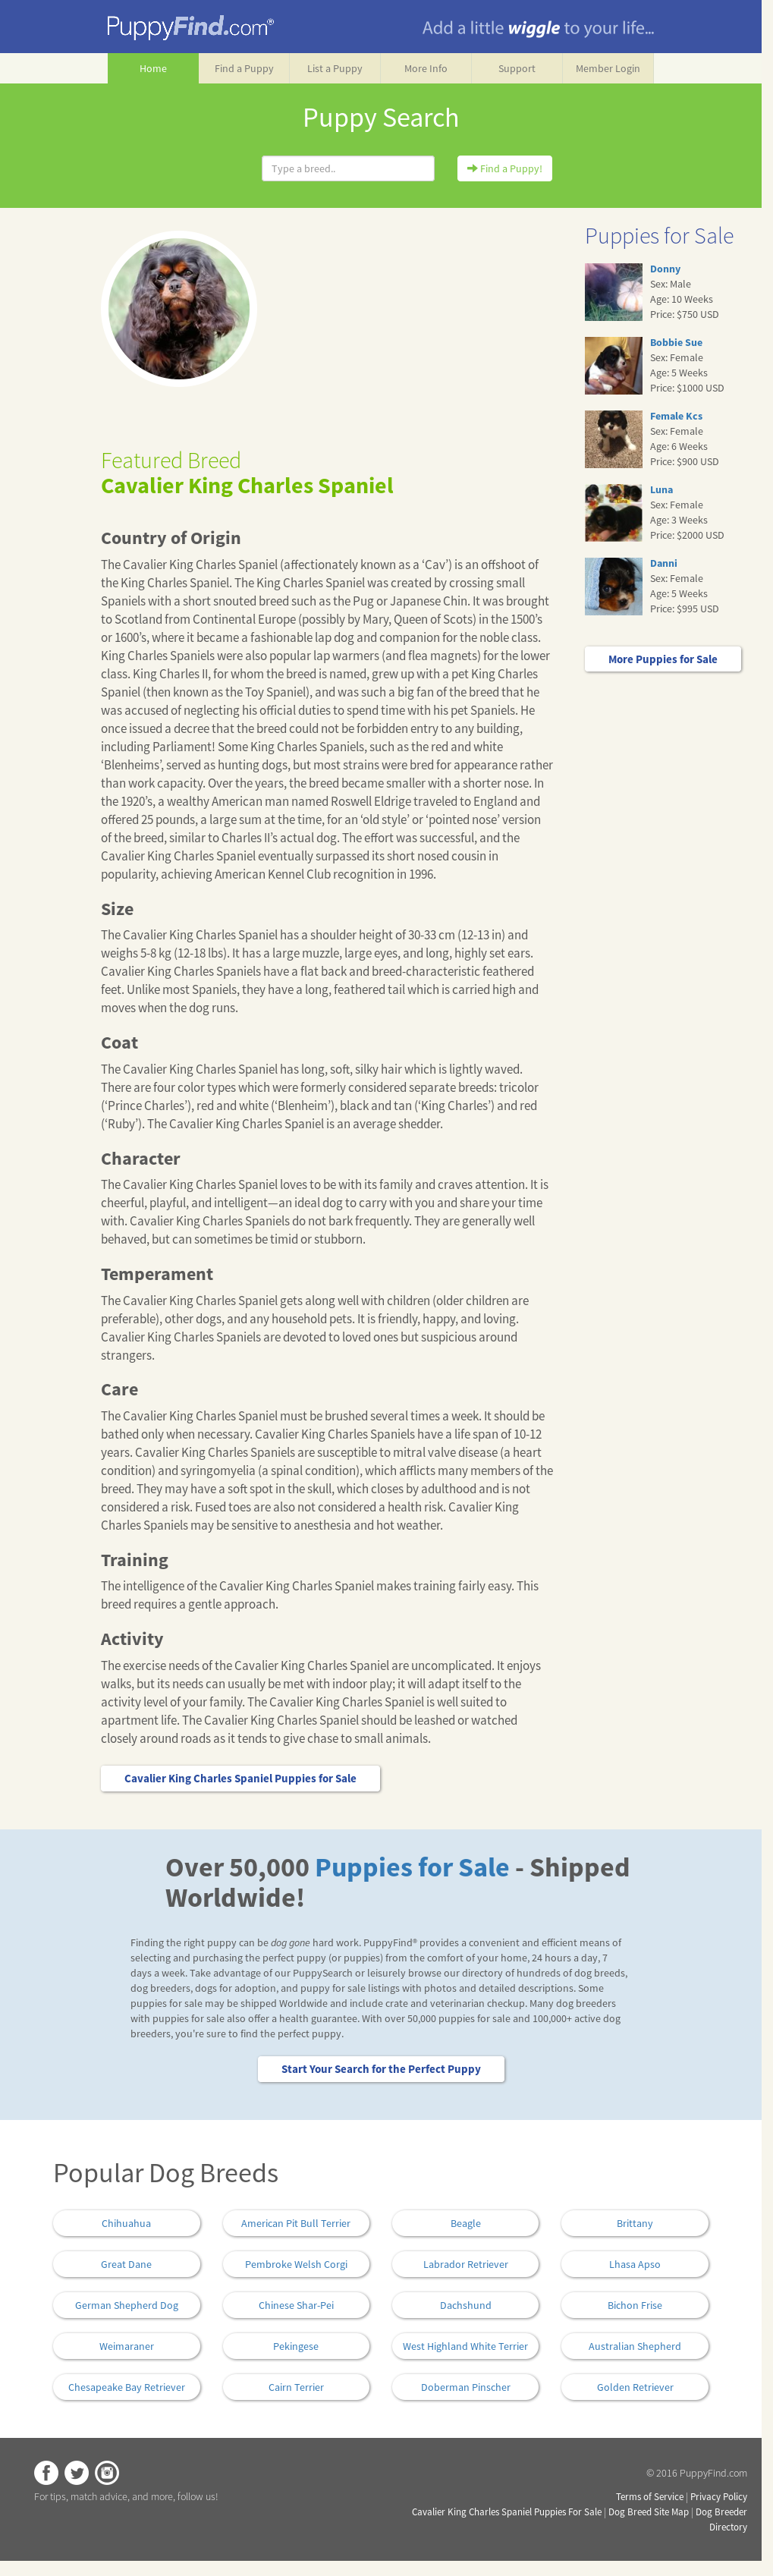 PuppyFind.com®
Add a little wiggle to your life...
Home
Find a Puppy
List a Puppy
More Info
Support
Member Login
Puppy Search
Type a breed..
Find a Puppy!
Featured Breed
Cavalier King Charles Spaniel
Country of Origin
The Cavalier King Charles Spaniel (affectionately known as a ‘Cav’) is an offshoot of
the King Charles Spaniel. The King Charles Spaniel was created by crossing small
Spaniels with a short snouted breed such as the Pug or Japanese Chin. It was brought
to Scotland from Continental Europe (possibly by Mary, Queen of Scots) in the 1500’s
or 1600’s, where it became a fashionable lap dog and companion for the noble class.
King Charles Spaniels were also popular lap warmers (and flea magnets) for the lower
class. King Charles II, for whom the breed is named, grew up with a pet King Charles
Spaniel (then known as the Toy Spaniel), and was such a big fan of the breed that he
was accused of neglecting his official duties to spend time with his pet Spaniels. He
once issued a decree that the breed could not be forbidden entry to any building,
including Parliament! Some King Charles Spaniels, such as the red and white
‘Blenheims’, served as hunting dogs, but most strains were bred for appearance rather
than work capacity. Over the years, the breed became smaller with a shorter nose. In
the 1920’s, a wealthy American man named Roswell Eldrige traveled to England and
offered 25 pounds, a large sum at the time, for an ‘old style’ or ‘pointed nose’ version
of the breed, similar to Charles II’s actual dog. The effort was successful, and the
Cavalier King Charles Spaniel eventually surpassed its short nosed cousin in
popularity, achieving American Kennel Club recognition in 1996.
Size
The Cavalier King Charles Spaniel has a shoulder height of 30-33 cm (12-13 in) and
weighs 5-8 kg (12-18 lbs). It has a large muzzle, large eyes, and long, highly set ears.
Cavalier King Charles Spaniels have a flat back and breed-characteristic feathered
feet. Unlike most Spaniels, they have a long, feathered tail which is carried high and
moves when the dog runs.
Coat
The Cavalier King Charles Spaniel has long, soft, silky hair which is lightly waved.
There are four color types which were formerly considered separate breeds: tricolor
(‘Prince Charles’), red and white (‘Blenheim’), black and tan (‘King Charles’) and red
(‘Ruby’). The Cavalier King Charles Spaniel is an average shedder.
Character
The Cavalier King Charles Spaniel loves to be with its family and craves attention. It is
cheerful, playful, and intelligent—an ideal dog to carry with you and share your time
with. Cavalier King Charles Spaniels do not bark frequently. They are generally well
behaved, but can sometimes be timid or stubborn.
Temperament
The Cavalier King Charles Spaniel gets along well with children (older children are
preferable), other dogs, and any household pets. It is friendly, happy, and loving.
Cavalier King Charles Spaniels are devoted to loved ones but suspicious around
strangers.
Care
The Cavalier King Charles Spaniel must be brushed several times a week. It should be
bathed only when necessary. Cavalier King Charles Spaniels have a life span of 10-12
years. Cavalier King Charles Spaniels are susceptible to mitral valve disease (a heart
condition) and syringomyelia (a spinal condition), which afflicts many members of the
breed. They may have a soft spot in the skull, which closes by adulthood and is not
considered a risk. Fused toes are also not considered a health risk. Cavalier King
Charles Spaniels may be sensitive to anesthesia and hot weather.
Training
The intelligence of the Cavalier King Charles Spaniel makes training fairly easy. This
breed requires a gentle approach.
Activity
The exercise needs of the Cavalier King Charles Spaniel are uncomplicated. It enjoys
walks, but its needs can usually be met with indoor play; it will adapt itself to the
activity level of your family. The Cavalier King Charles Spaniel is well suited to
apartment life. The Cavalier King Charles Spaniel should be leashed or watched
closely around roads as it tends to give chase to small animals.
Cavalier King Charles Spaniel Puppies for Sale
Puppies for Sale
Donny
Sex: Male
Age: 10 Weeks
Price: $750 USD
Bobbie Sue
Sex: Female
Age: 5 Weeks
Price: $1000 USD
Female Kcs
Sex: Female
Age: 6 Weeks
Price: $900 USD
Luna
Sex: Female
Age: 3 Weeks
Price: $2000 USD
Danni
Sex: Female
Age: 5 Weeks
Price: $995 USD
More Puppies for Sale
Over 50,000 Puppies for Sale - Shipped
Worldwide!
Finding the right puppy can be dog gone hard work. PuppyFind® provides a convenient and efficient means of
selecting and purchasing the perfect puppy (or puppies) from the comfort of your home, 24 hours a day, 7
days a week. Take advantage of our PuppySearch or leisurely browse our directory of hundreds of dog breeds,
dog breeders, dogs for adoption, and puppy for sale listings with photos and detailed descriptions. Some
puppies for sale may be shipped Worldwide and include crate and veterinarian checkup. Many dog breeders
with puppies for sale also offer a health guarantee. With over 50,000 puppies for sale and 100,000+ active dog
breeders, you're sure to find the perfect puppy.
Start Your Search for the Perfect Puppy
Popular Dog Breeds
Chihuahua
American Pit Bull Terrier
Beagle
Brittany
Great Dane
Pembroke Welsh Corgi
Labrador Retriever
Lhasa Apso
German Shepherd Dog
Chinese Shar-Pei
Dachshund
Bichon Frise
Weimaraner
Pekingese
West Highland White Terrier
Australian Shepherd
Chesapeake Bay Retriever
Cairn Terrier
Doberman Pinscher
Golden Retriever
For tips, match advice, and more, follow us!
© 2016 PuppyFind.com
Terms of Service | Privacy Policy
Cavalier King Charles Spaniel Puppies For Sale | Dog Breed Site Map | Dog Breeder
Directory